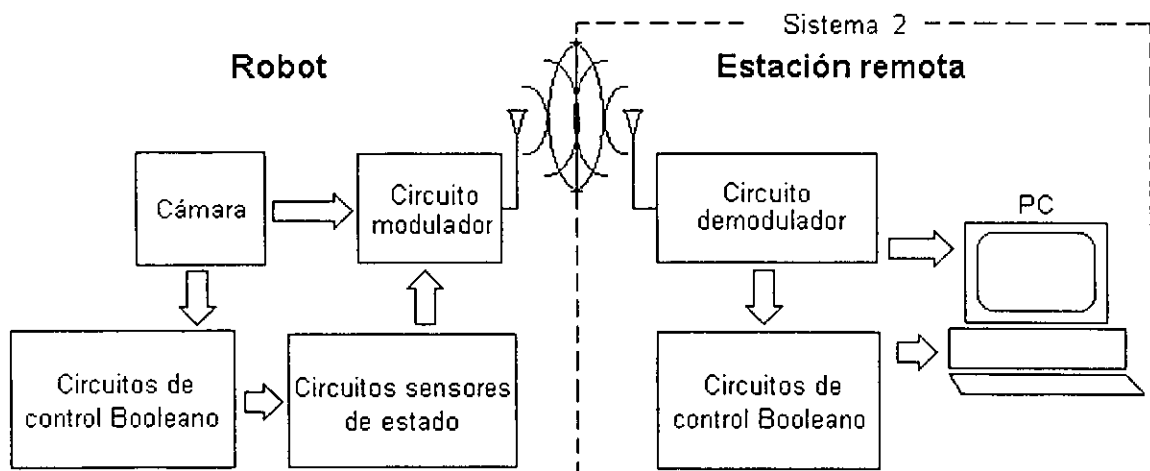 Sistema 2
Robot
Estación remota
Cámara
Circuito
modulador
Circuito
demodulador
PC
Circuitos de
control Booleano
Circuitos sensores
de estado
Circuitos de
control Booleano